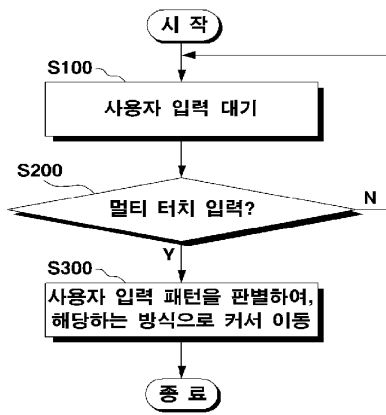 시 작
S100
사용자 입력 대기
S200
멀티 터치 입력?
N
Y
S300
사용자 입력 패턴을 판별하여,
해당하는 방식으로 커서 이동
종 료